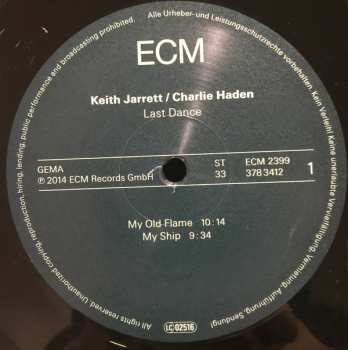 ECM
Keith Jarrett / Charlie Haden
Last Dance
GEMA ST ECM 2399
℗ 2014 ECM Records GmbH 33 378 3412 1
My Old Flame 10:14
My Ship 9:34
LC 02516
Alle Urheber- und Leistungsschutzrechte vorbehalten. Kein Verleih! Keine unerlaubte Vervielfältigung, Vermietung, Aufführung, Sendung!
All rights reserved. Unauthorized copying, reproduction, hiring, lending, public performance and broadcasting prohibited.